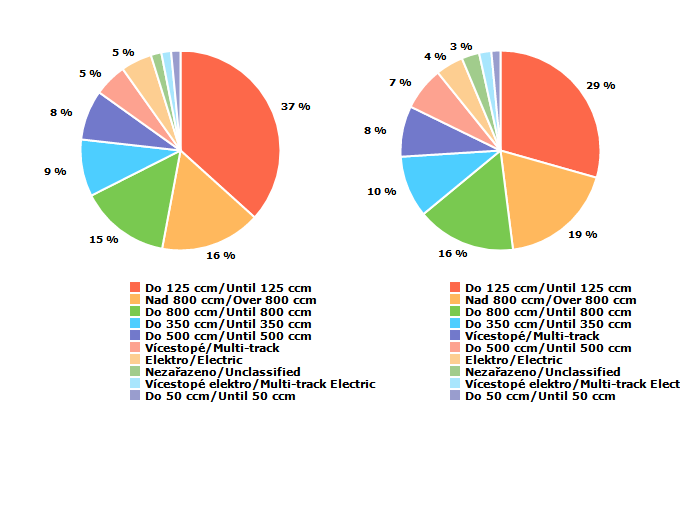 5 %
5 %
8 %
9 %
15 %
16 %
37 %
3 %
4 %
7 %
8 %
10 %
16 %
19 %
29 %
Do 125 ccm/Until 125 ccm
Nad 800 ccm/Over 800 ccm
Do 800 ccm/Until 800 ccm
Do 350 ccm/Until 350 ccm
Do 500 ccm/Until 500 ccm
Vícestopé/Multi-track
Elektro/Electric
Nezařazeno/Unclassified
Vícestopé elektro/Multi-track Electric
Do 50 ccm/Until 50 ccm
Do 125 ccm/Until 125 ccm
Nad 800 ccm/Over 800 ccm
Do 800 ccm/Until 800 ccm
Do 350 ccm/Until 350 ccm
Vícestopé/Multi-track
Do 500 ccm/Until 500 ccm
Elektro/Electric
Nezařazeno/Unclassified
Vícestopé elektro/Multi-track Elect
Do 50 ccm/Until 50 ccm